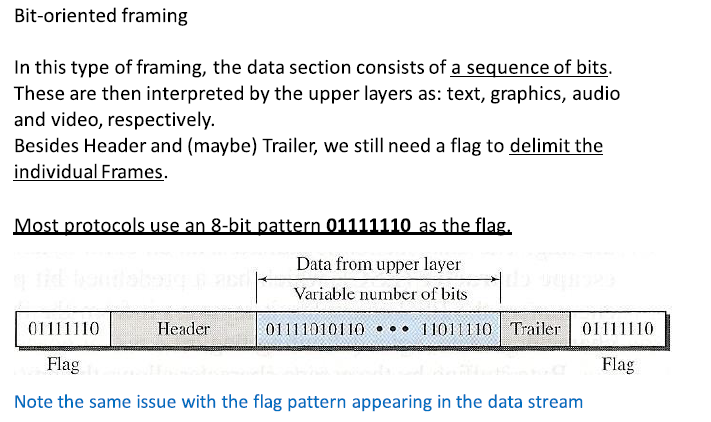 Bit-oriented framing
In this type of framing, the data section consists of a sequence of bits.
These are then interpreted by the upper layers as: text, graphics, audio
and video, respectively.
Besides Header and (maybe) Trailer, we still need a flag to delimit the
individual Frames.
Most protocols use an 8-bit pattern 01111110 as the flag.
Data from upper layer
Variable number of bits
01111110 Header 01111010110 ••• 11011110 Trailer 01111110
Flag Flag
Note the same issue with the flag pattern appearing in the data stream